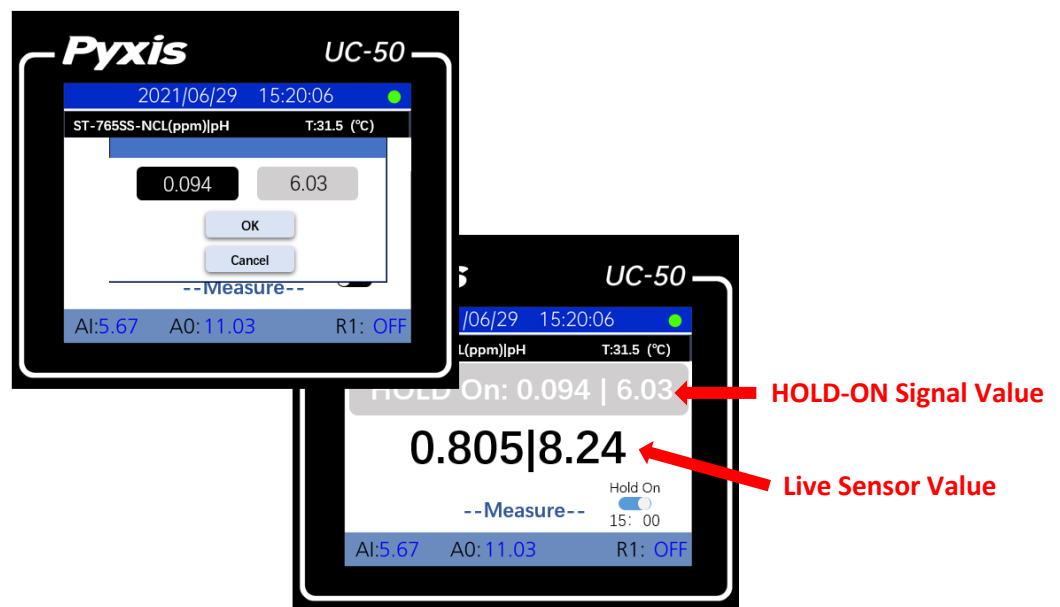 Pyxis UC-50
2021/06/29 15:20:06
ST-765SS-NCL(ppm)|pH T:31.5 (℃)
0.094 6.03
OK
Cancel
--Measure--
AI:5.67 A0:11.03 R1: OFF
UC-50
/06/29 15:20:06
(ppm)|pH T:31.5 (℃)
HOLD On: 0.094 | 6.03
HOLD-ON Signal Value
0.805|8.24
Live Sensor Value
Hold On
--Measure--
15: 00
AI:5.67 A0:11.03 R1: OFF